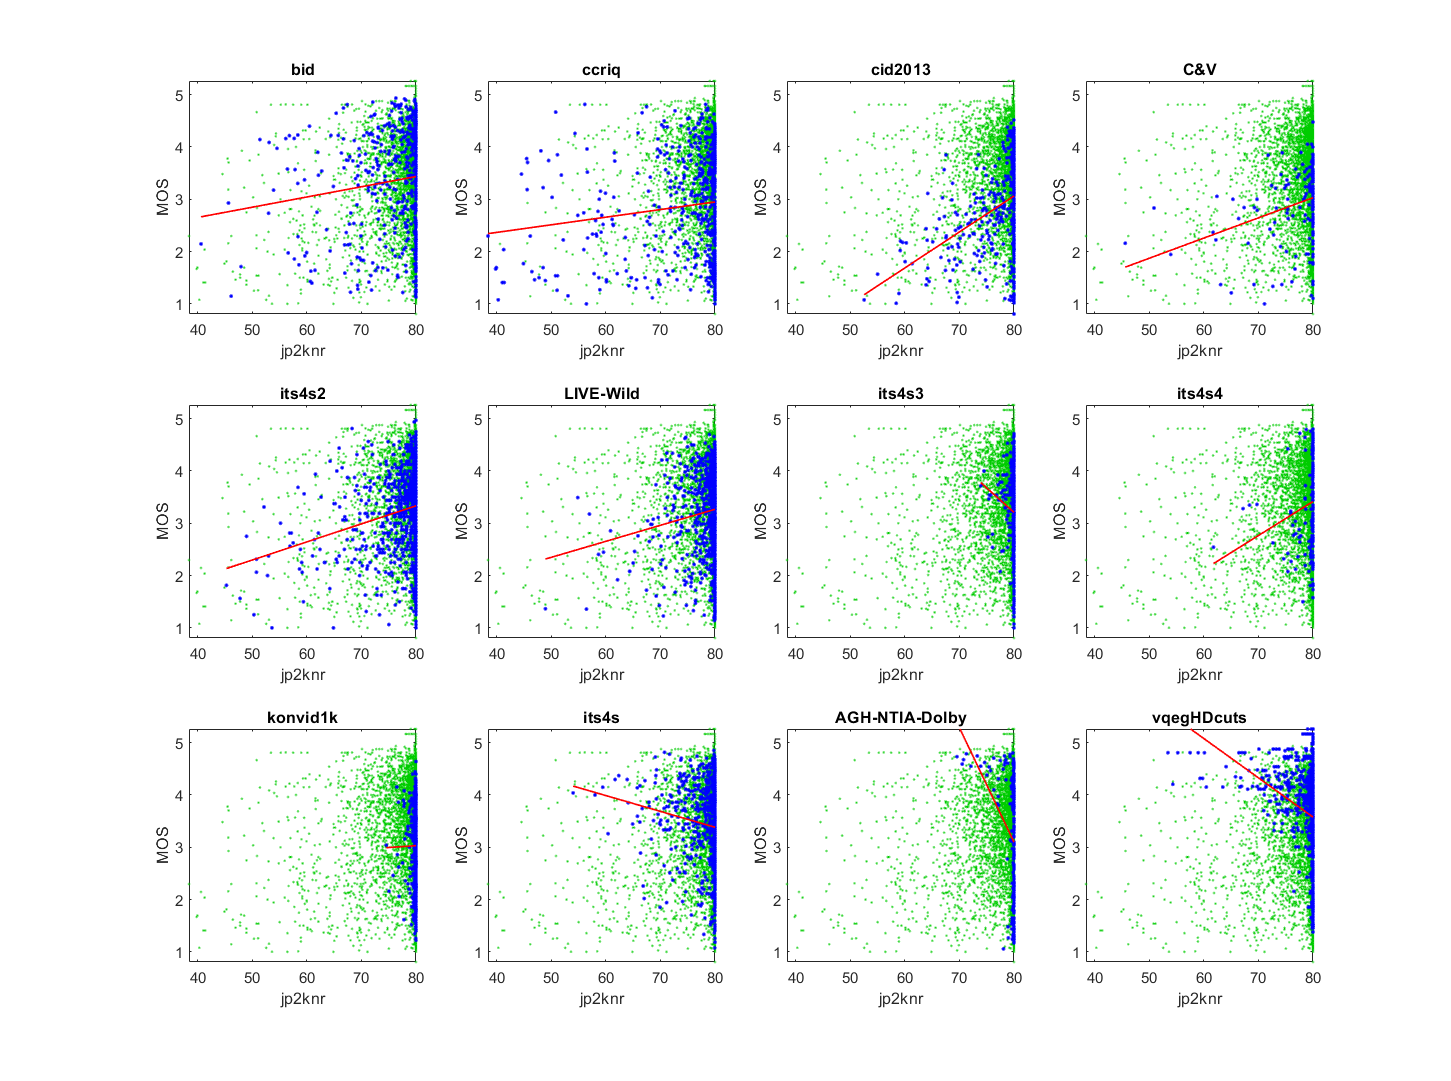 bid
ccriq
cid2013
C&V
5
4
3
2
1
MOS
40 50 60 70 80
jp2knr
5
4
3
2
1
MOS
40 50 60 70 80
jp2knr
5
4
3
2
1
MOS
40 50 60 70 80
jp2knr
5
4
3
2
1
MOS
40 50 60 70 80
jp2knr
its4s2
LIVE-Wild
its4s3
its4s4
5
4
3
2
1
MOS
40 50 60 70 80
jp2knr
5
4
3
2
1
MOS
40 50 60 70 80
jp2knr
5
4
3
2
1
MOS
40 50 60 70 80
jp2knr
5
4
3
2
1
MOS
40 50 60 70 80
jp2knr
konvid1k
its4s
AGH-NTIA-Dolby
vqegHDcuts
5
4
3
2
1
MOS
40 50 60 70 80
jp2knr
5
4
3
2
1
MOS
40 50 60 70 80
jp2knr
5
4
3
2
1
MOS
40 50 60 70 80
jp2knr
5
4
3
2
1
MOS
40 50 60 70 80
jp2knr